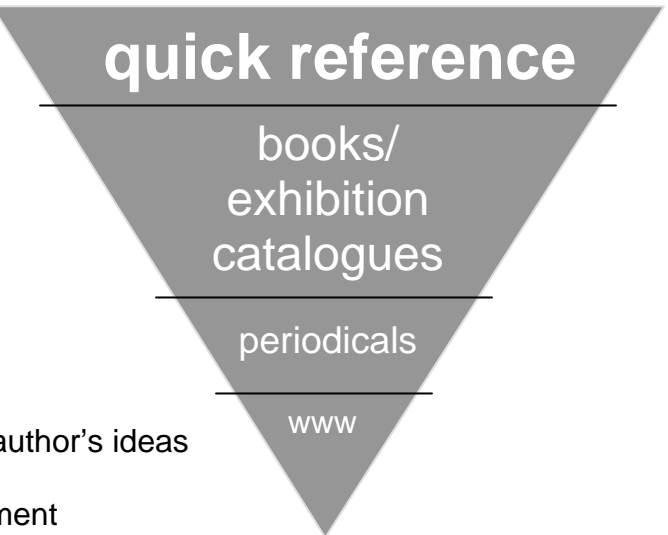 quick reference
books/
exhibition
catalogues
periodicals
www
author's ideas